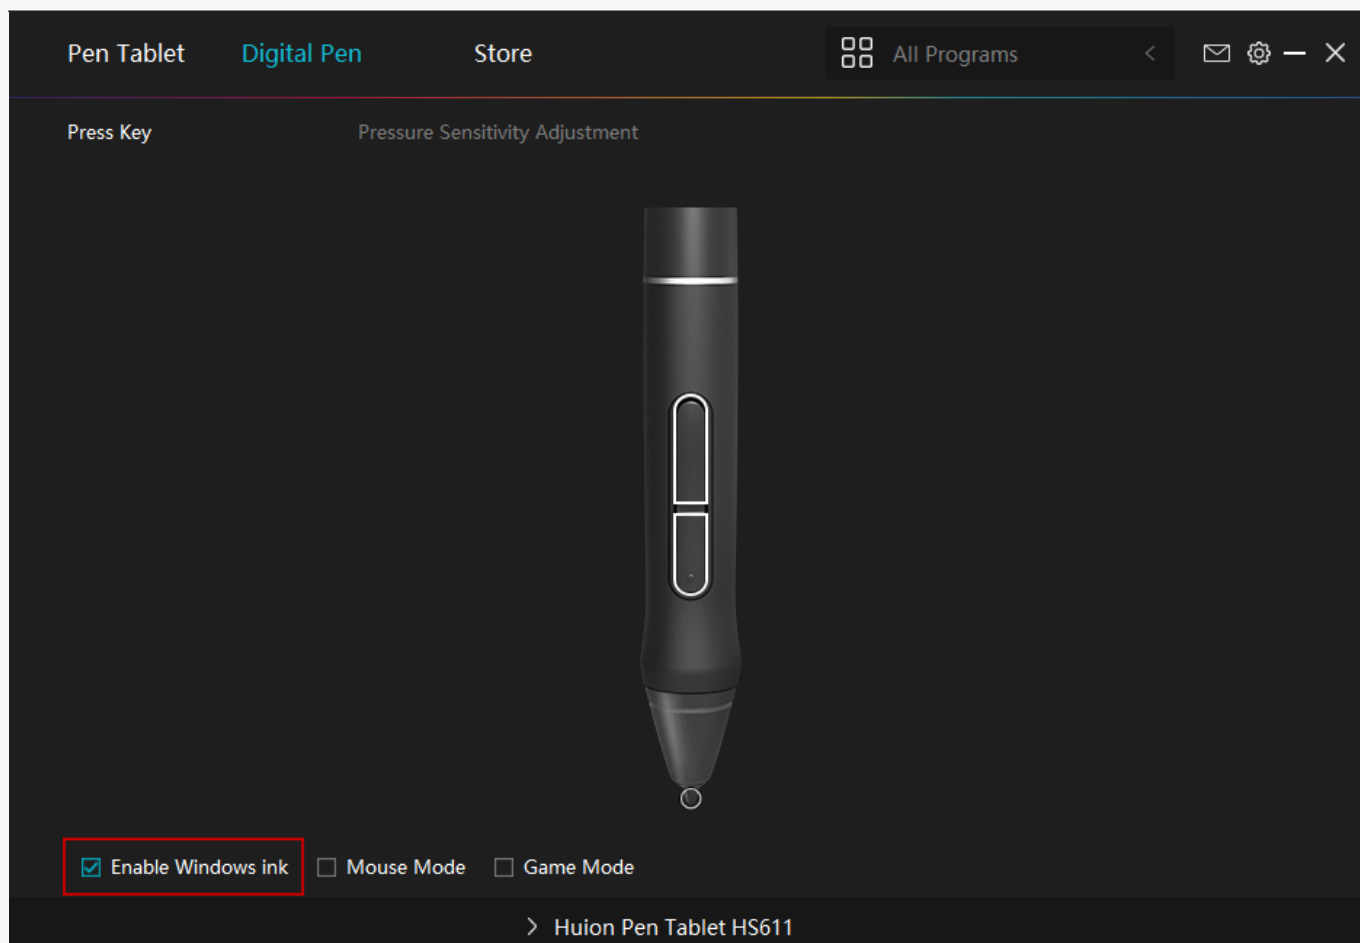 Pen Tablet Digital Pen Store All Programs
Press Key Pressure Sensitivity Adjustment
Enable Windows ink Mouse Mode Game Mode
Huion Pen Tablet HS611